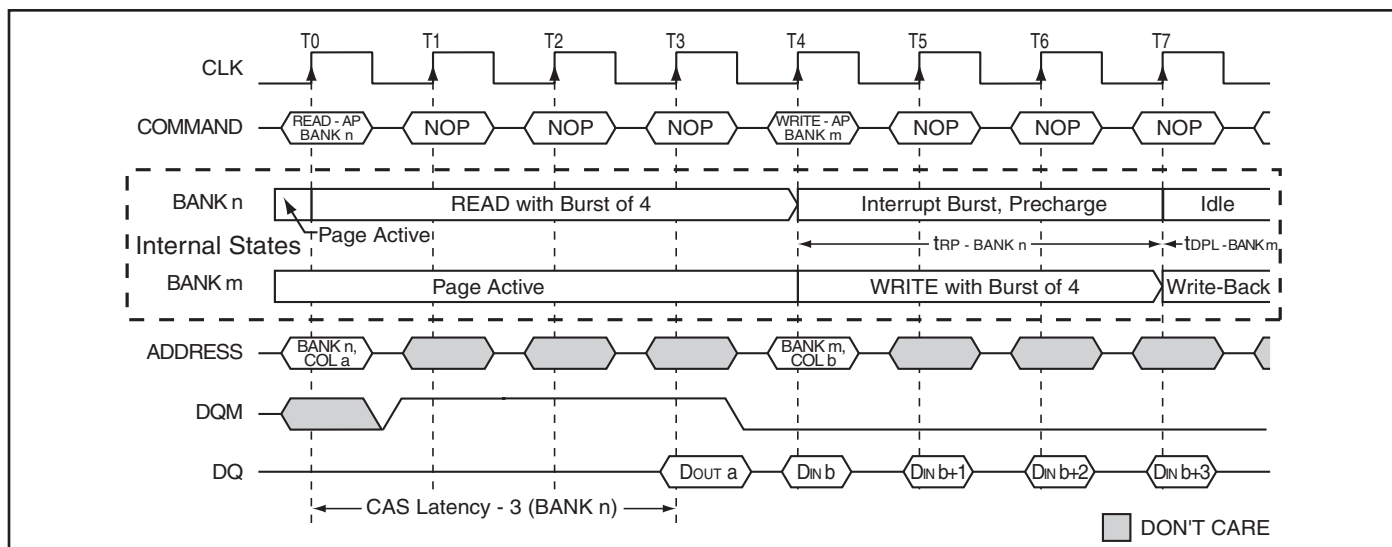 T0 T1 T2 T3 T4 T5 T6 T7
CLK
COMMAND READ - AP BANK n NOP NOP NOP WRITE - AP BANK m NOP NOP NOP
BANK n READ with Burst of 4 Interrupt Burst, Precharge Idle
Internal States Page Active tRP - BANK n tDPL - BANK m
BANK m Page Active WRITE with Burst of 4 Write-Back
ADDRESS BANK n, COL a BANK m, COL b
DQM
DQ DOUT a DIN b DIN b+1 DIN b+2 DIN b+3
CAS Latency - 3 (BANK n)
DON'T CARE